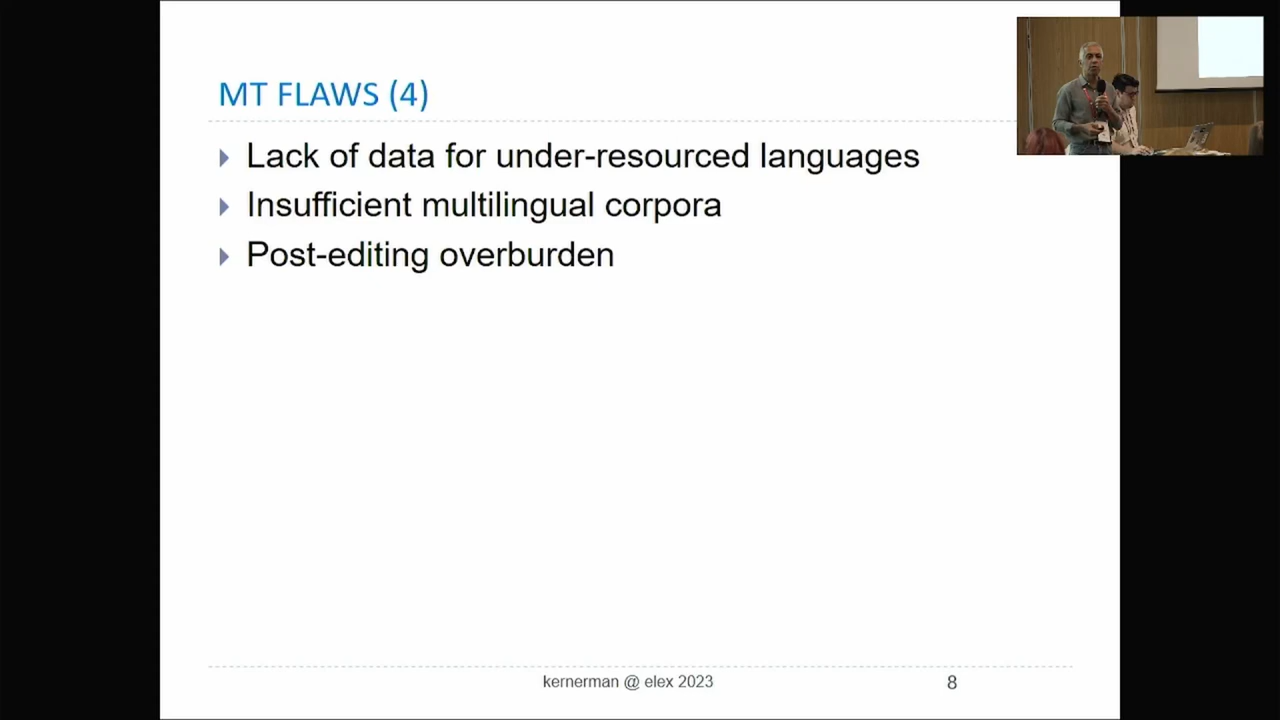 MT FLAWS (4)
Lack of data for under-resourced languages
Insufficient multilingual corpora
Post-editing overburden
kernerman @ elex 2023
8